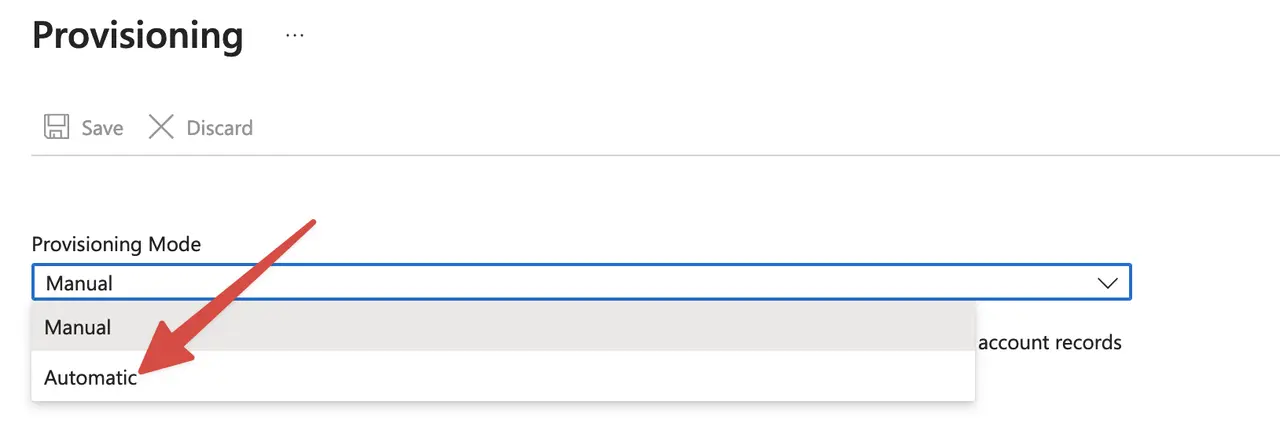 Provisioning ...
Save Discard
Provisioning Mode
Manual
Manual
account records
Automatic